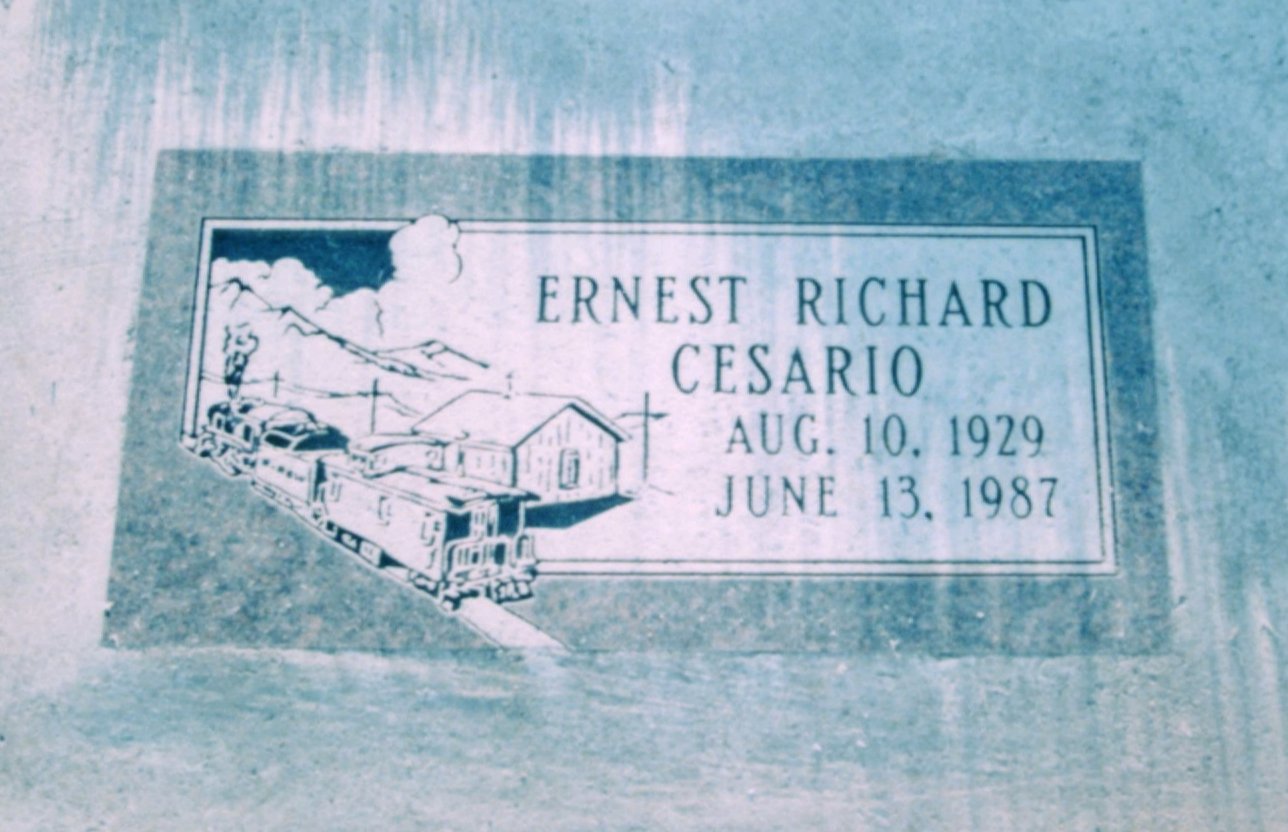 ERNEST RICHARD
CESARIO
AUG. 10, 1929
JUNE 13, 1987